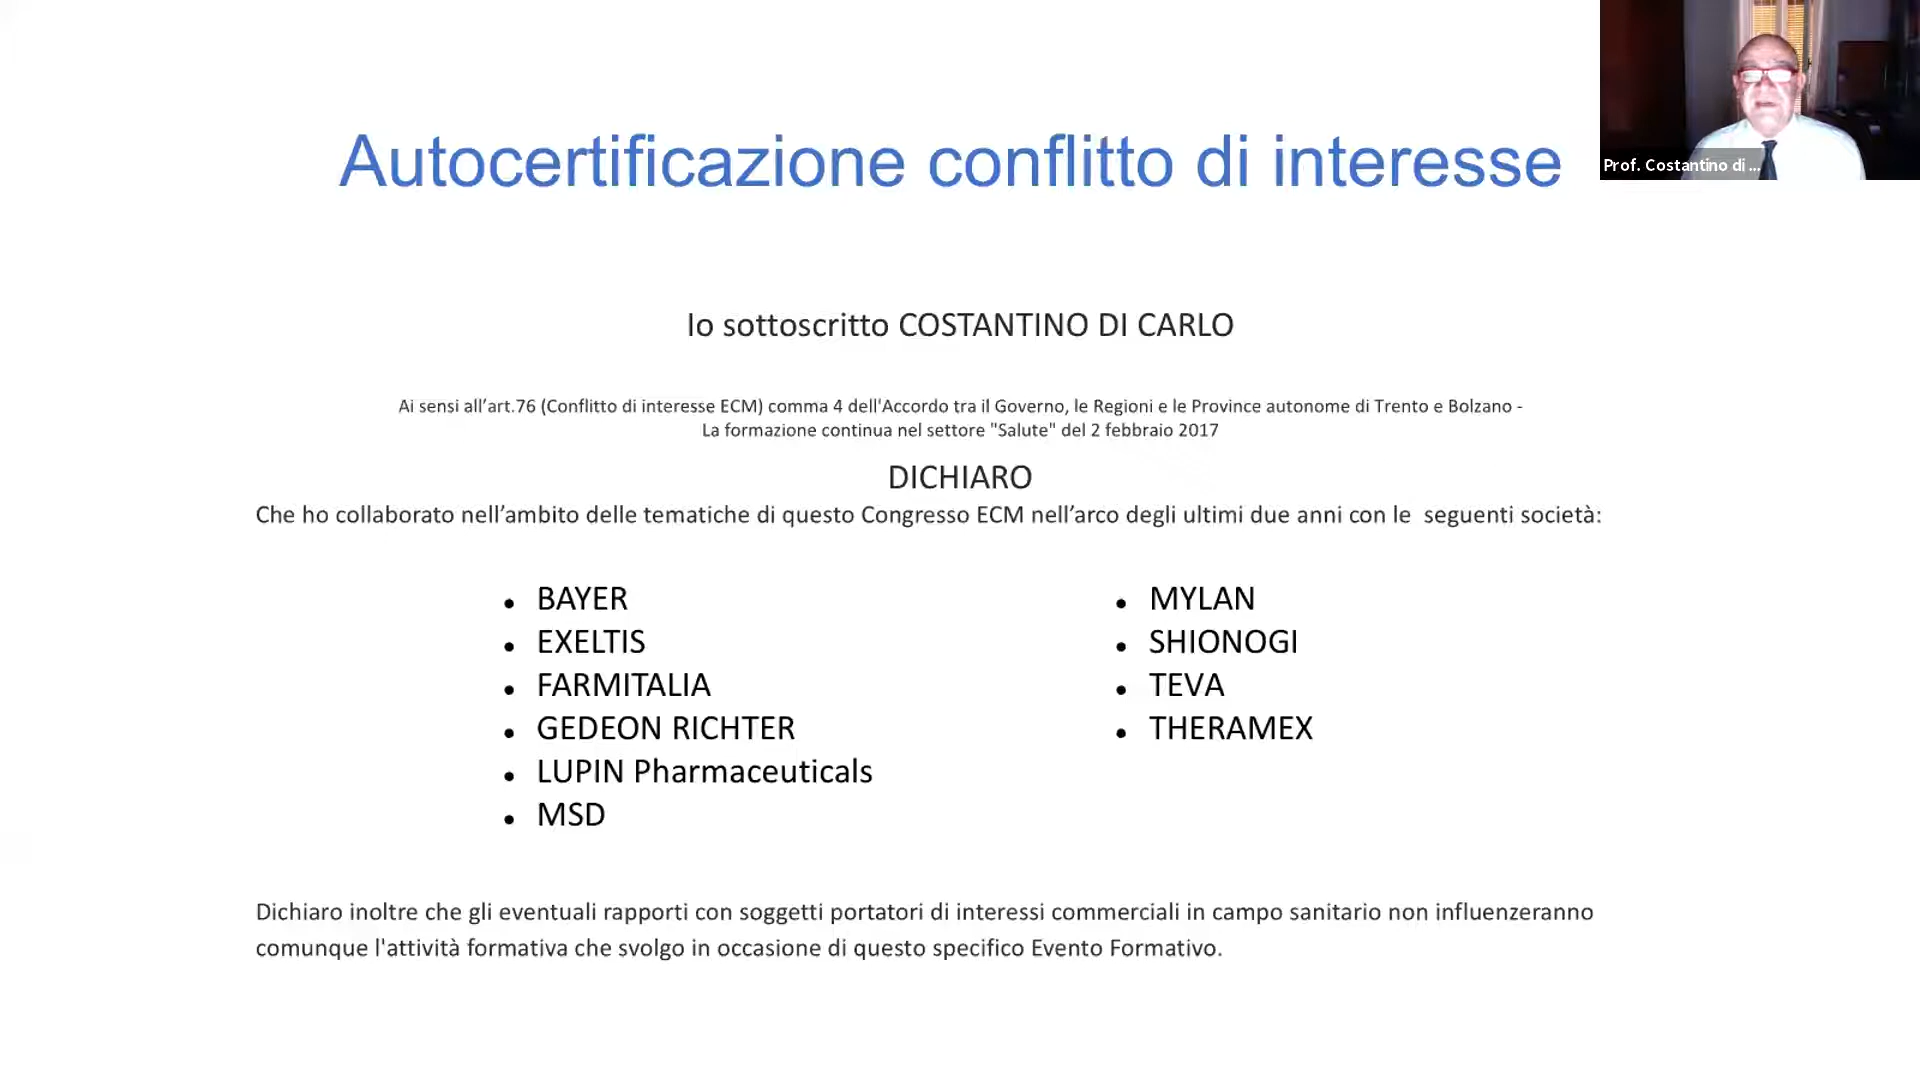 Autocertificazione conflitto di interesse
Prof. Costantino di ...
Io sottoscritto COSTANTINO DI CARLO
Ai sensi all’art.76 (Conflitto di interesse ECM) comma 4 dell'Accordo tra il Governo, le Regioni e le Province autonome di Trento e Bolzano -
La formazione continua nel settore "Salute" del 2 febbraio 2017
DICHIARO
Che ho collaborato nell’ambito delle tematiche di questo Congresso ECM nell’arco degli ultimi due anni con le  seguenti società:
• BAYER
• EXELTIS
• FARMITALIA
• GEDEON RICHTER
• LUPIN Pharmaceuticals
• MSD
• MYLAN
• SHIONOGI
• TEVA
• THERAMEX
Dichiaro inoltre che gli eventuali rapporti con soggetti portatori di interessi commerciali in campo sanitario non influenzeranno
comunque l'attività formativa che svolgo in occasione di questo specifico Evento Formativo.